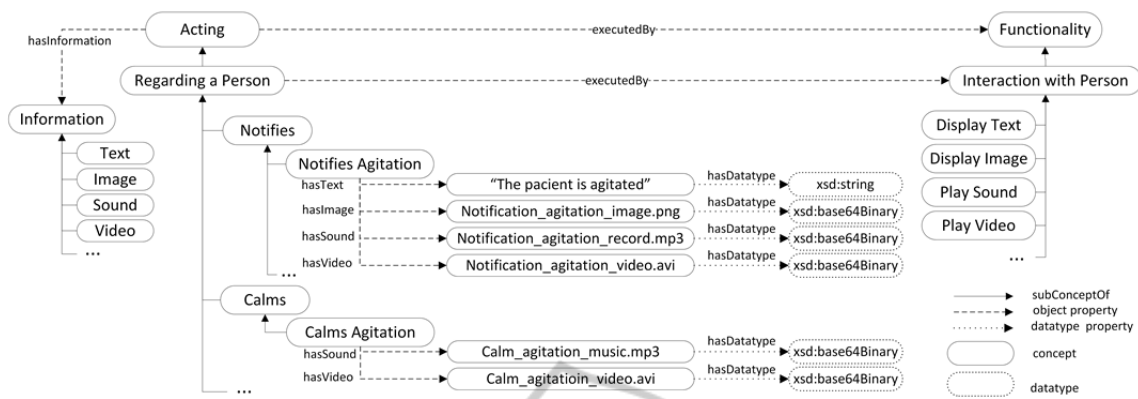 Acting
executedBy
Functionality
hasInformation
Regarding a Person
executedBy
Interaction with Person
Information
Text
Image
Sound
Video
...
Notifies
Notifies Agitation
hasText
"The pacient is agitated"
hasDatatype
xsd:string
hasImage
Notification_agitation_image.png
hasDatatype
xsd:base64Binary
hasSound
Notification_agitation_record.mp3
hasDatatype
xsd:base64Binary
hasVideo
Notification_agitation_video.avi
hasDatatype
xsd:base64Binary
...
Calms
Calms Agitation
hasSound
Calm_agitation_music.mp3
hasDatatype
xsd:base64Binary
hasVideo
Calm_agitatioin_video.avi
hasDatatype
xsd:base64Binary
...
Display Text
Display Image
Play Sound
Play Video
...
subConceptOf
object property
datatype property
concept
datatype